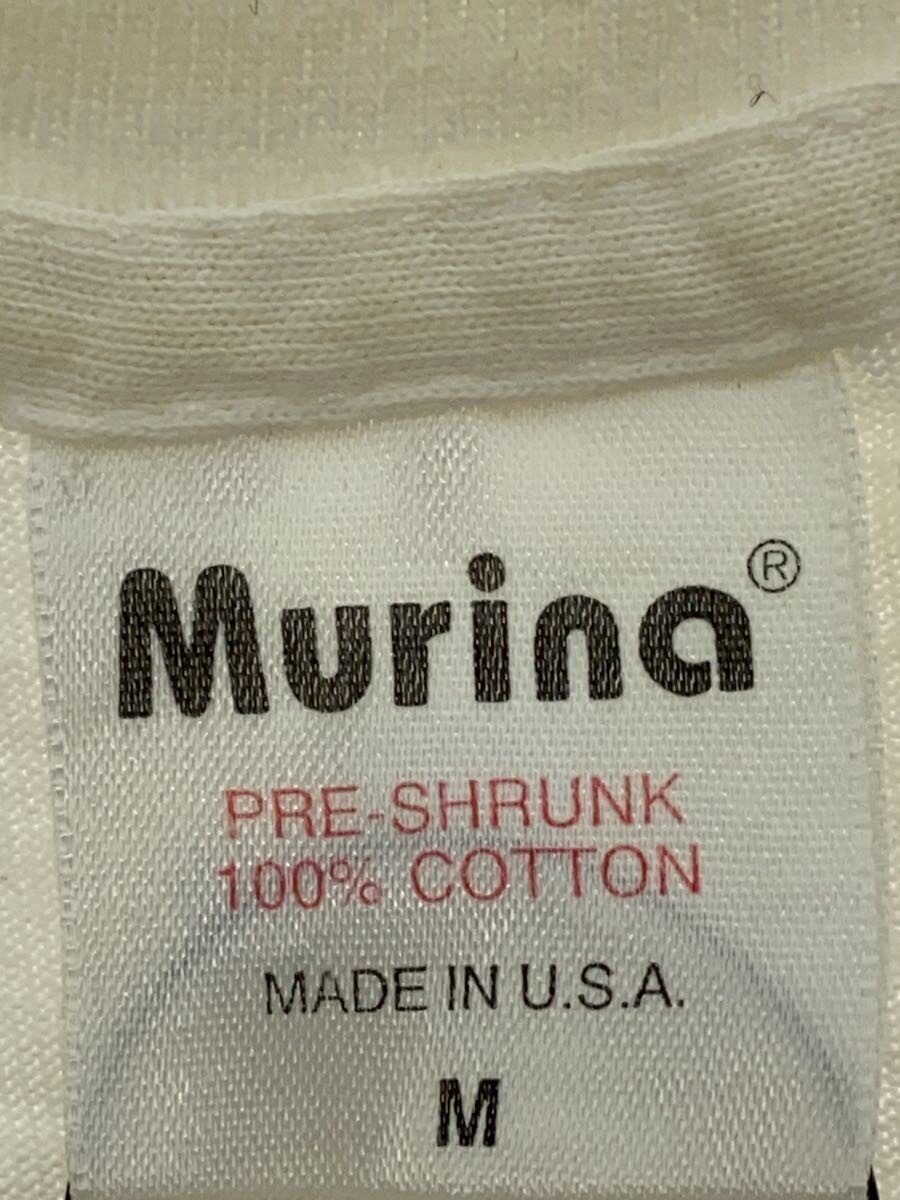 Murina®
PRE-SHRUNK
100% COTTON
MADE IN U.S.A.
M